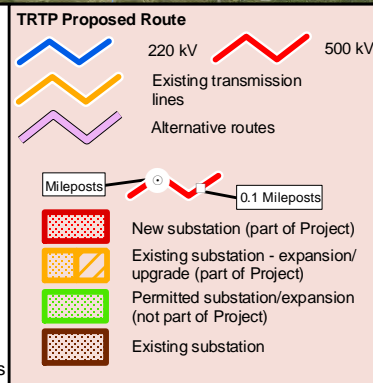 TRTP Proposed Route
220 kV
500 kV
Existing transmission
lines
Alternative routes
Mileposts
0.1 Mileposts
New substation (part of Project)
Existing substation - expansion/
upgrade (part of Project)
Permitted substation/expansion
(not part of Project)
Existing substation
s